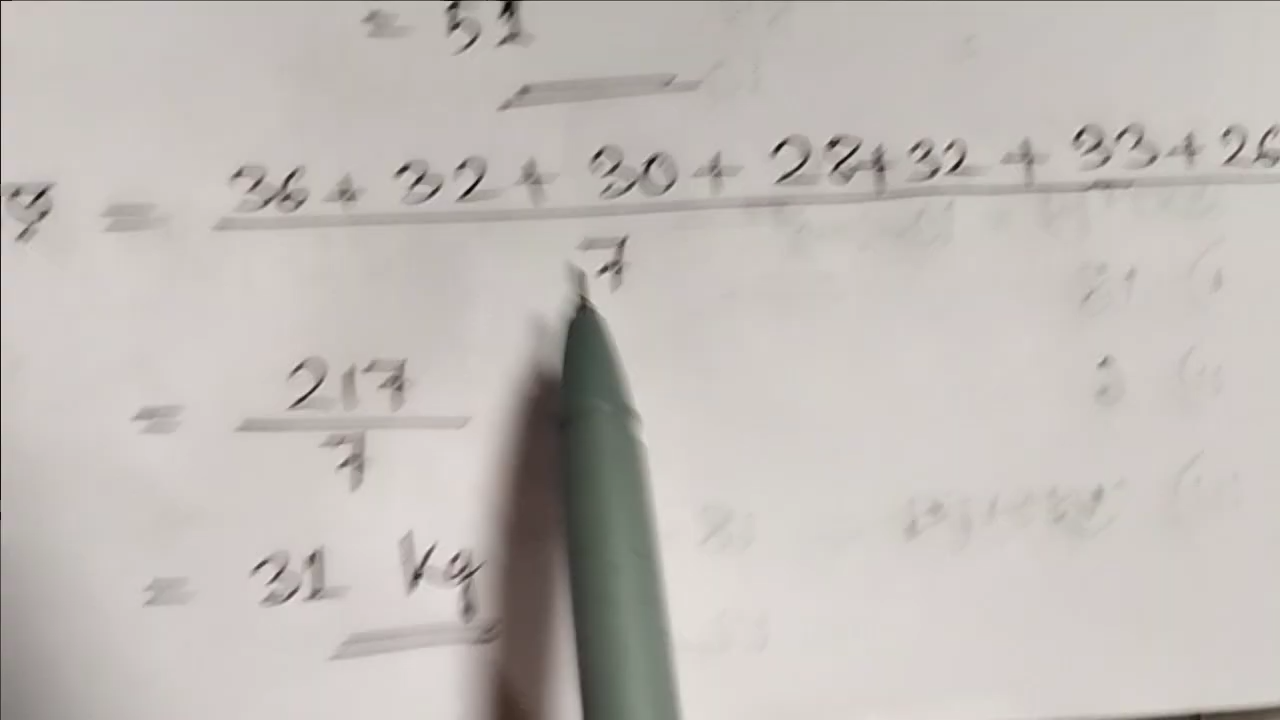 = 51
= 36 + 32 + 30 + 28 + 32 + 33 + 26
7
= 217
7
= 31 kg